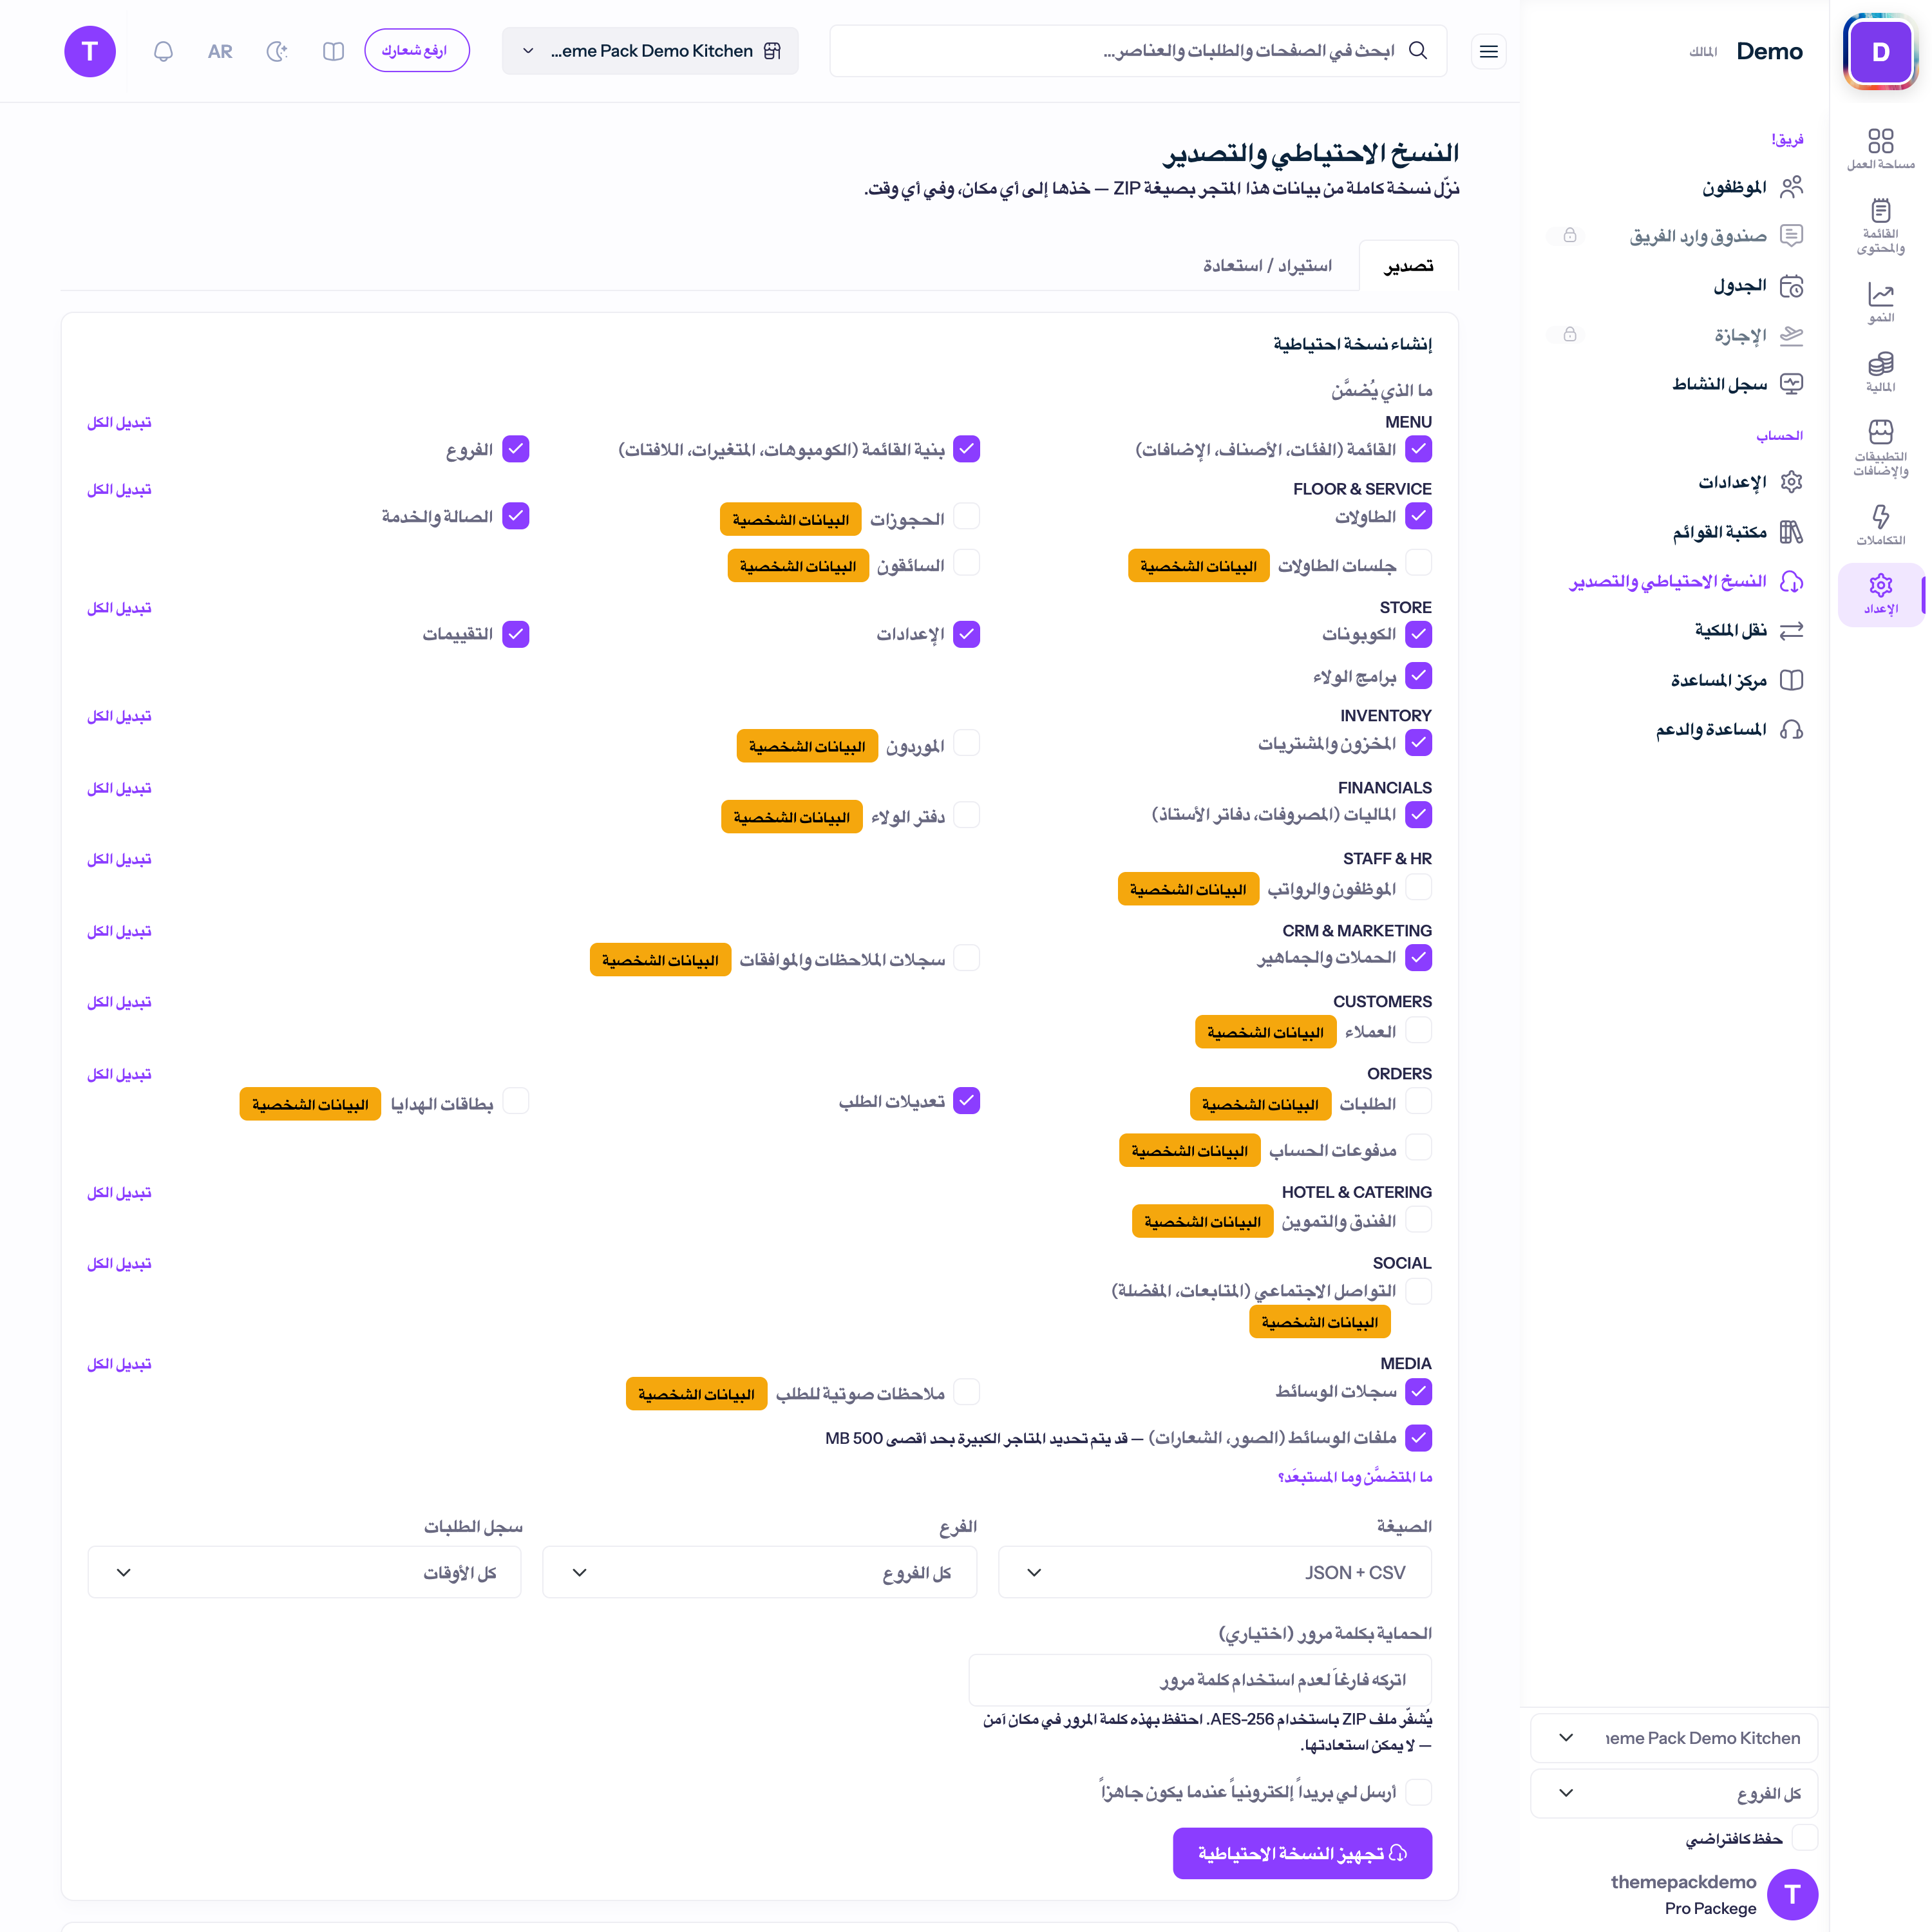 D
مساحة العمل
القائمة
والمحتوى
النمو
المالية
التطبيقات
والإضافات
التكاملات
الإعداد
Demo المالك
فريق!
الموظفون
صندوق وارد الفريق
الجدول
الإجازة
سجل النشاط
الحساب
الإعدادات
مكتبة القوائم
النسخ الاحتياطي والتصدير
نقل الملكية
مركز المساعدة
المساعدة والدعم
neme Pack Demo Kitchen
كل الفروع
حفظ كافتراضي
T
themepackdemo
Pro Packege
ابحث في الصفحات والطلبات والعناصر...
...eme Pack Demo Kitchen
ارفع شعارك
AR
T
النسخ الاحتياطي والتصدير
نزّل نسخة كاملة من بيانات هذا المتجر بصيغة ZIP — خذها إلى أي مكان، وفي أي وقت.
تصدير استيراد / استعادة
إنشاء نسخة احتياطية
ما الذي يُضمَّن
MENU تبديل الكل
القائمة (الفئات، الأصناف، الإضافات) بنية القائمة (الكومبوهات، المتغيرات، اللافتات) الفروع
FLOOR & SERVICE تبديل الكل
الطاولات الحجوزات البيانات الشخصية الصالة والخدمة
جلسات الطاولات البيانات الشخصية السائقون البيانات الشخصية
STORE تبديل الكل
الكوبونات الإعدادات التقييمات
برامج الولاء
INVENTORY تبديل الكل
المخزون والمشتريات الموردون البيانات الشخصية
FINANCIALS تبديل الكل
الماليات (المصروفات، دفاتر الأستاذ) دفتر الولاء البيانات الشخصية
STAFF & HR تبديل الكل
الموظفون والرواتب البيانات الشخصية
CRM & MARKETING تبديل الكل
الحملات والجماهير سجلات الملاحظات والموافقات البيانات الشخصية
CUSTOMERS تبديل الكل
العملاء البيانات الشخصية
ORDERS تبديل الكل
الطلبات البيانات الشخصية تعديلات الطلب بطاقات الهدايا البيانات الشخصية
مدفوعات الحساب البيانات الشخصية
HOTEL & CATERING تبديل الكل
الفندق والتموين البيانات الشخصية
SOCIAL تبديل الكل
التواصل الاجتماعي (المتابعات، المفضلة)
البيانات الشخصية
MEDIA تبديل الكل
سجلات الوسائط ملاحظات صوتية للطلب البيانات الشخصية
ملفات الوسائط (الصور، الشعارات) — قد يتم تحديد المتاجر الكبيرة بحد أقصى 500 MB
ما المتضمَّن وما المستبعَد؟
الصيغة الفرع سجل الطلبات
JSON + CSV كل الفروع كل الأوقات
الحماية بكلمة مرور (اختياري)
اتركه فارغاً لعدم استخدام كلمة مرور
يُشفّر ملف ZIP باستخدام AES-256. احتفظ بهذه كلمة المرور في مكان آمن
— لا يمكن استعادتها.
أرسل لي بريداً إلكترونياً عندما يكون جاهزاً
تجهيز النسخة الاحتياطية